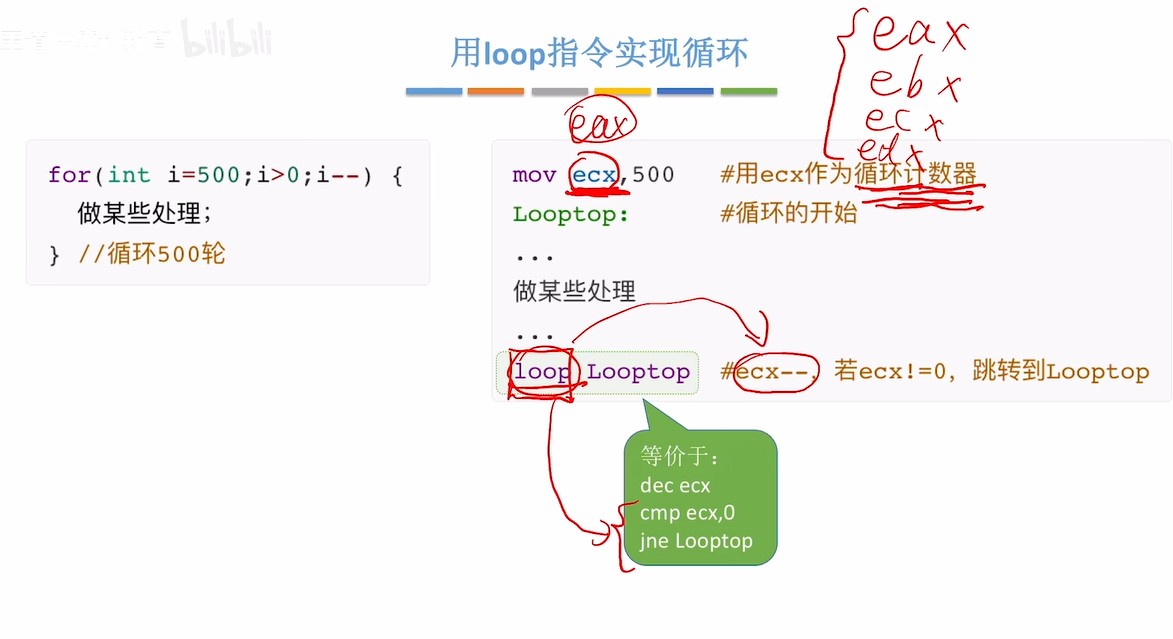 bilibili
用loop指令实现循环
eax
ebx
ecx
edx
eax
for(int i=500;i>0;i--) {
做某些处理;
} //循环500轮
mov ecx,500 #用ecx作为循环计数器
Looptop: #循环的开始
...
做某些处理
...
loop Looptop #ecx--，若ecx!=0，跳转到Looptop
等价于：
dec ecx
cmp ecx,0
jne Looptop